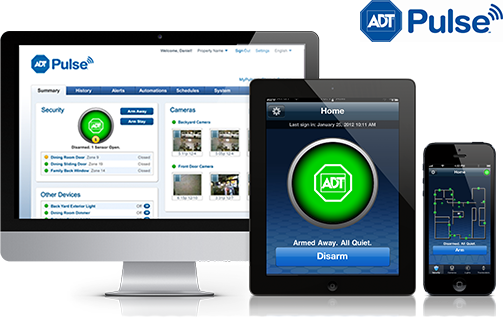 ADT Pulse
ADT Pulse
Welcome, Daniel! Property Name Sign Out Settings English
Summary History Alerts Automations Schedules System
Security
Arm Away
Arm Stay
ADT
Disarmed. 1 Sensor Open.
Dining Room Door Zone 6 Closed
Dining Sliding Door Zone 16 Closed
Family Back Window Zone 14 Closed
Other Devices
Back Yard Exterior Light Off
Dining Room Dimmer
Cameras
Backyard Camera
Front Door Camera
Home
Last sign in: January 25, 2012 10:11 AM
ADT
Armed Away. All Quiet.
Disarm
Home
Disarmed. All Quiet
Arm